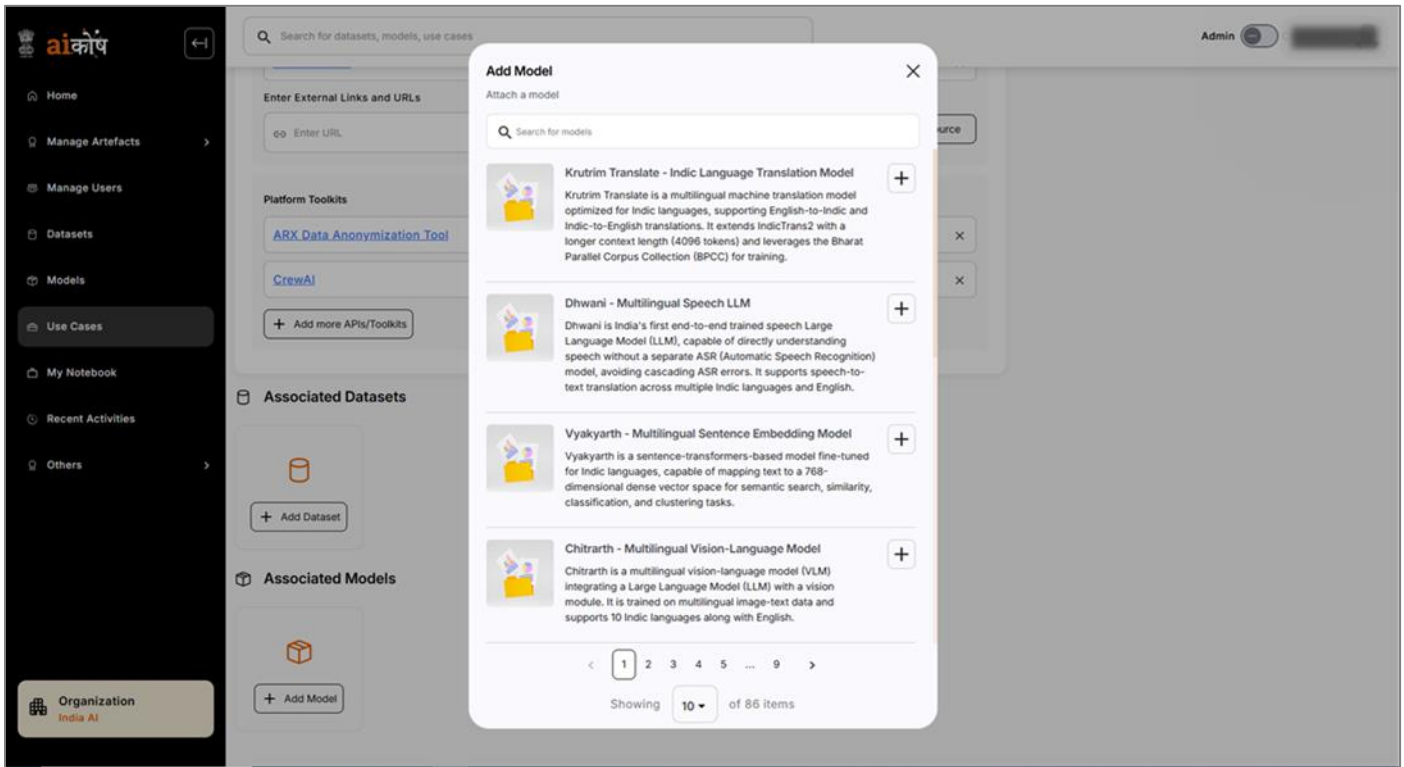 aiकोष
Home
Manage Artefacts
Manage Users
Datasets
Models
Use Cases
My Notebook
Recent Activities
Others
Organization
India AI
Search for datasets, models, use cases
Admin
Enter External Links and URLs
Enter URL
urce
Platform Toolkits
ARX Data Anonymization Tool
CrewAI
+ Add more APIs/Toolkits
Associated Datasets
+ Add Dataset
Associated Models
+ Add Model
Add Model
Attach a model
Search for models
Krutrim Translate - Indic Language Translation Model
Krutrim Translate is a multilingual machine translation model
optimized for Indic languages, supporting English-to-Indic and
Indic-to-English translations. It extends IndicTrans2 with a
longer context length (4096 tokens) and leverages the Bharat
Parallel Corpus Collection (BPCC) for training.
Dhwani - Multilingual Speech LLM
Dhwani is India's first end-to-end trained speech Large
Language Model (LLM), capable of directly understanding
speech without a separate ASR (Automatic Speech Recognition)
model, avoiding cascading ASR errors. It supports speech-to-
text translation across multiple Indic languages and English.
Vyakyarth - Multilingual Sentence Embedding Model
Vyakyarth is a sentence-transformers-based model fine-tuned
for Indic languages, capable of mapping text to a 768-
dimensional dense vector space for semantic search, similarity,
classification, and clustering tasks.
Chitrarth - Multilingual Vision-Language Model
Chitrarth is a multilingual vision-language model (VLM)
integrating a Large Language Model (LLM) with a vision
module. It is trained on multilingual image-text data and
supports 10 Indic languages along with English.
< 1 2 3 4 5 ... 9 >
Showing 10 of 86 items